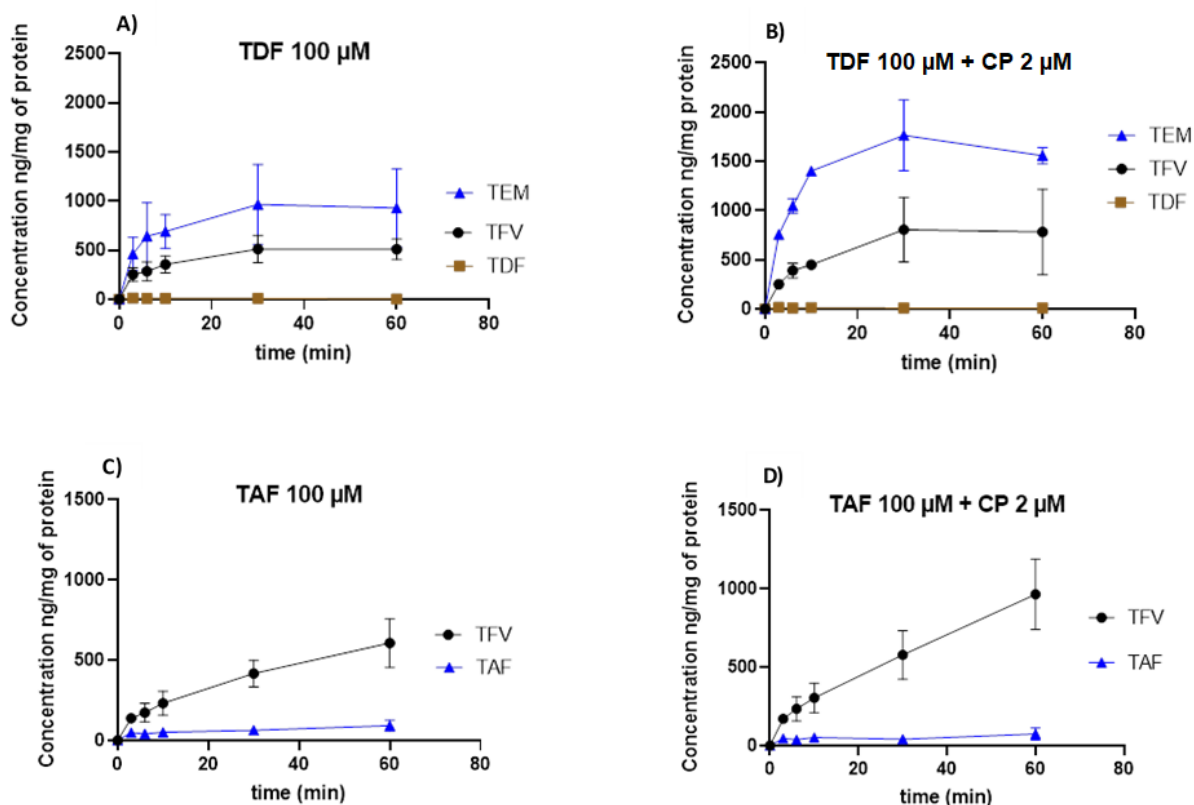 A)
TDF 100 µM
Concentration ng/mg of protein
2500
2000
1500
1000
500
0
0 20 40 60 80
time (min)
TEM
TFV
TDF
B)
TDF 100 µM + CP 2 µM
Concentration ng/mg protein
2500
2000
1500
1000
500
0
0 20 40 60 80
time (min)
TEM
TFV
TDF
C)
TAF 100 µM
Concentration ng/mg of protein
1500
1000
500
0
0 20 40 60 80
time (min)
TFV
TAF
D)
TAF 100 µM + CP 2 µM
Concentration ng/mg of protein
1500
1000
500
0
0 20 40 60 80
time (min)
TFV
TAF